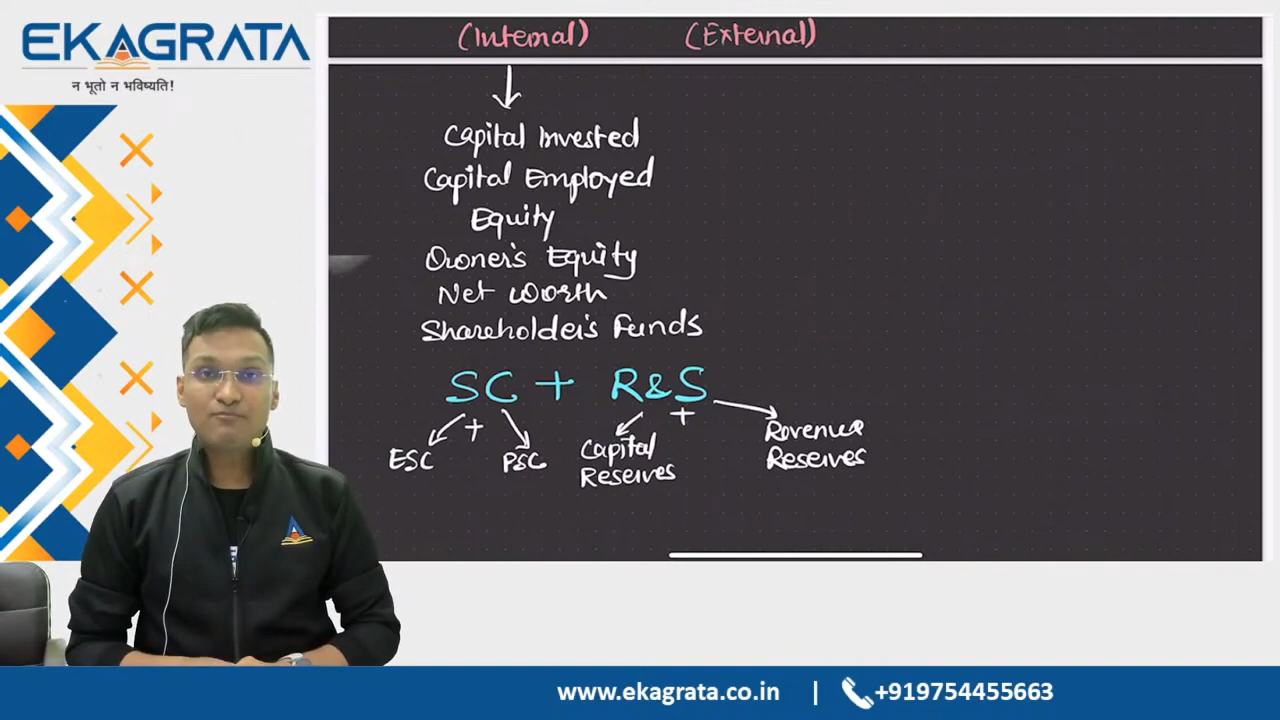 EKAGRATA
न भूतो न भविष्यति!
(Internal) (External)
Capital Invested
Capital Employed
Equity
Owner's Equity
Net Worth
Shareholder's Funds
SC + R&S
+ +
ESC PSC Capital Reserves Revenue Reserves
www.ekagrata.co.in | +919754455663